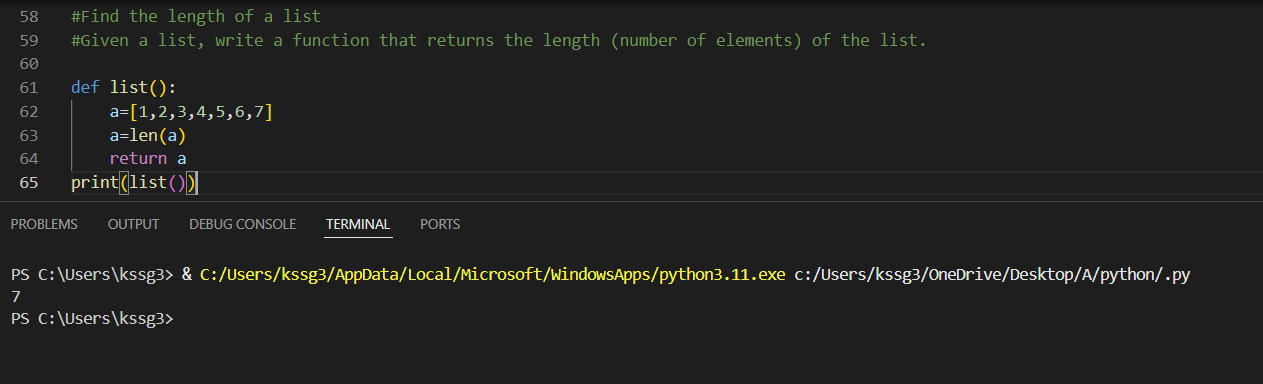 58 #Find the length of a list
59 #Given a list, write a function that returns the length (number of elements) of the list.
60
61 def list():
62     a=[1,2,3,4,5,6,7]
63     a=len(a)
64     return a
65 print(list())
PROBLEMS OUTPUT DEBUG CONSOLE TERMINAL PORTS
PS C:\Users\kssg3> & C:/Users/kssg3/AppData/Local/Microsoft/WindowsApps/python3.11.exe c:/Users/kssg3/OneDrive/Desktop/A/python/.py
7
PS C:\Users\kssg3>